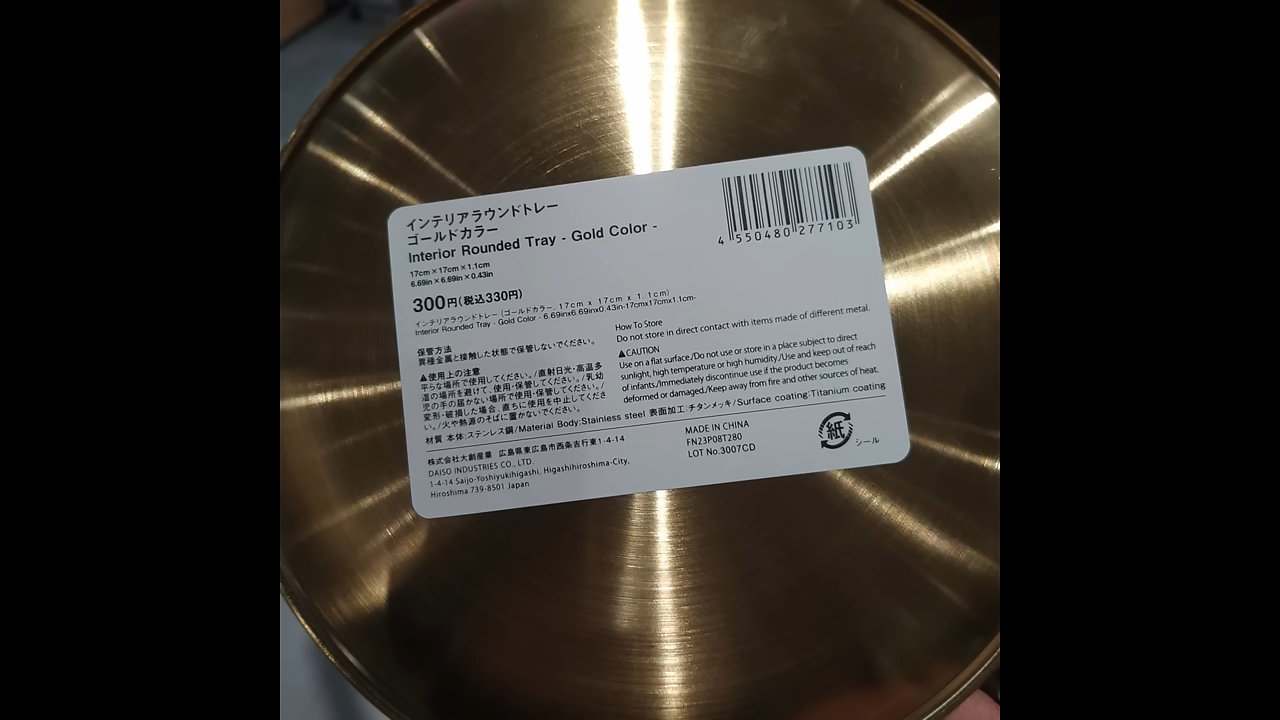 インテリアラウンドトレー
ゴールドカラー
Interior Rounded Tray - Gold Color -
17cm×17cm×1.1cm
6.69in×6.69in×0.43in
300円(税込330円)
インテリアラウンドトレー (ゴールドカラー, 17cm x 17cm x 1.1cm)
Interior Rounded Tray - Gold Color - 6.69inx6.69inx0.43in-17cmx17cmx1.1cm-
4 550480 277103
保管方法
異種金属と接触した状態で保管しないでください。
▲使用上の注意
平らな場所で使用してください。/直射日光・高温多
湿の場所を避けて、使用・保管してください。/乳幼
児の手の届かない場所で使用・保管してください。/
変形・破損した場合、直ちに使用を中止してくださ
い。/火や熱源のそばに置かないでください。
How To Store
Do not store in direct contact with items made of different metal.
▲CAUTION
Use on a flat surface./Do not use or store in a place subject to direct
sunlight, high temperature or high humidity./Use and keep out of reach
of infants./Immediately discontinue use if the product becomes
deformed or damaged./Keep away from fire and other sources of heat.
材質 本体:ステンレス鋼/Material Body:Stainless steel 表面加工:チタンメッキ/Surface coating:Titanium coating
株式会社大創産業 広島県東広島市西条吉行東1-4-14
DAISO INDUSTRIES CO., LTD.
1-4-14 Saijo-Yoshiyukihigashi, Higashihiroshima-City,
Hiroshima 739-8501 Japan
MADE IN CHINA
FN23P08T280
LOT No.3007CD
紙
シール